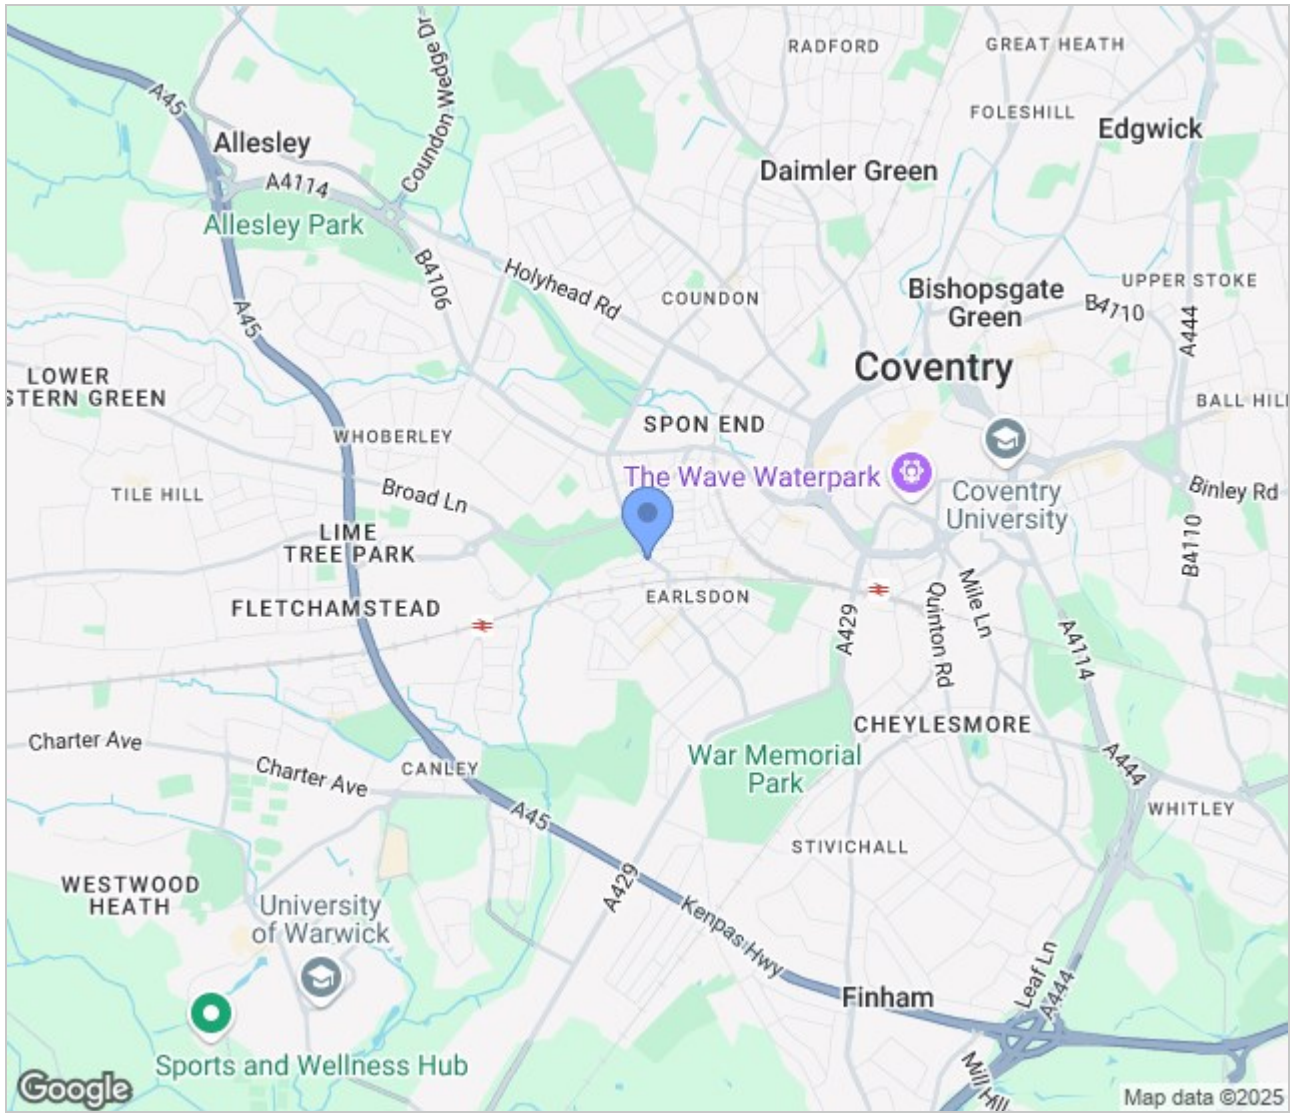 RADFORD
GREAT HEATH
Coundon Wedge Dr
A45
FOLESHILL
Edgwick
Allesley
Daimler Green
A4114
Allesley Park
B4106
Holyhead Rd
COUNDON
Bishopsgate
Green
UPPER STOKE
B4110
A444
A45
Coventry
LOWER
STERN GREEN
BALL HIL
SPON END
WHOBERLEY
The Wave Waterpark
TILE HILL
Broad Ln
Coventry
University
Binley Rd
LIME
TREE PARK
B4110
EARLSDON
FLETCHAMSTEAD
A429
Quinton Rd
Mile Ln
A4114
Charter Ave
CHEYLESMORE
War Memorial
Park
Charter Ave
CANLEY
A444
A45
WHITLEY
STIVICHALL
WESTWOOD
HEATH
A429
University
of Warwick
Kenpas Hwy
Leaf Ln
A444
Finham
Sports and Wellness Hub
Mill Hill
Google
Map data ©2025